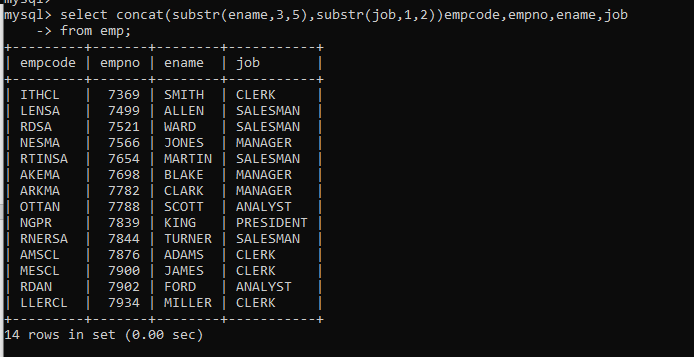 mysql>
mysql> select concat(substr(ename,3,5),substr(job,1,2))empcode,empno,ename,job
    -> from emp;
+---------+-------+--------+-----------+
| empcode | empno | ename  | job       |
+---------+-------+--------+-----------+
| ITHCL   |  7369 | SMITH  | CLERK     |
| LENSA   |  7499 | ALLEN  | SALESMAN  |
| RDSA    |  7521 | WARD   | SALESMAN  |
| NESMA   |  7566 | JONES  | MANAGER   |
| RTINSA  |  7654 | MARTIN | SALESMAN  |
| AKEMA   |  7698 | BLAKE  | MANAGER   |
| ARKMA   |  7782 | CLARK  | MANAGER   |
| OTTAN   |  7788 | SCOTT  | ANALYST   |
| NGPR    |  7839 | KING   | PRESIDENT |
| RNERSA  |  7844 | TURNER | SALESMAN  |
| AMSCL   |  7876 | ADAMS  | CLERK     |
| MESCL   |  7900 | JAMES  | CLERK     |
| RDAN    |  7902 | FORD   | ANALYST   |
| LLERCL  |  7934 | MILLER | CLERK     |
+---------+-------+--------+-----------+
14 rows in set (0.00 sec)